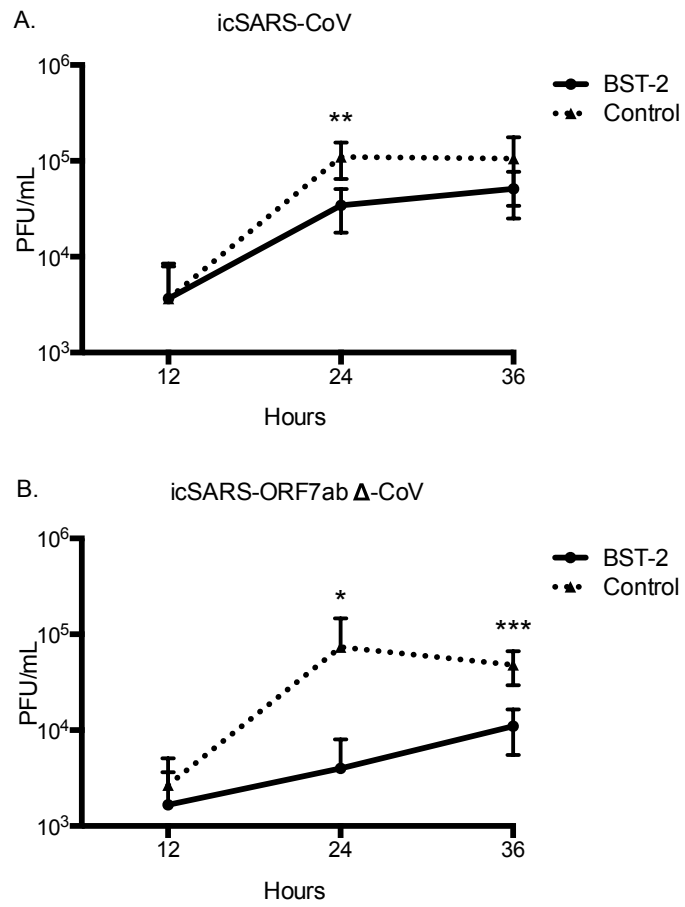 A.
icSARS-CoV
10⁶
10⁵
10⁴
10³
PFU/mL
**
BST-2
Control
12
24
36
Hours
B.
icSARS-ORF7ab Δ-CoV
10⁶
10⁵
10⁴
10³
PFU/mL
*
***
BST-2
Control
12
24
36
Hours